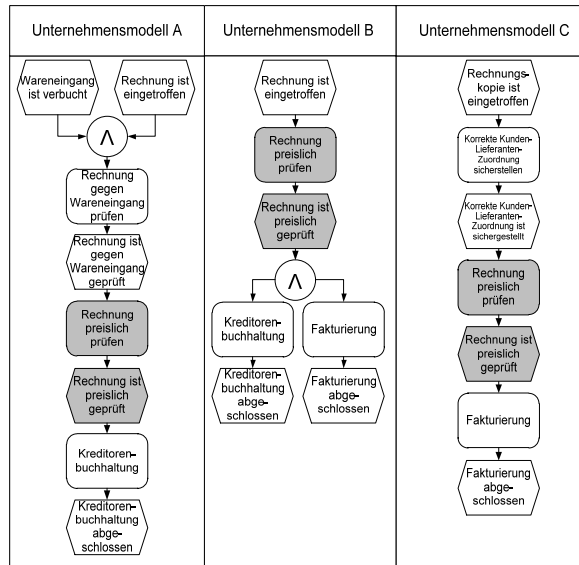 Unternehmensmodell A
Wareneingang
ist verbucht
Rechnung ist
eingetroffen
Λ
Rechnung
gegen
Wareneingang
prüfen
Rechnung ist
gegen
Wareneingang
geprüft
Rechnung
preislich
prüfen
Rechnung ist
preislich
geprüft
Kreditoren-
buchhaltung
Kreditoren-
buchhaltung
abge-
schlossen
Unternehmensmodell B
Rechnung ist
eingetroffen
Rechnung
preislich
prüfen
Rechnung ist
preislich
geprüft
Λ
Kreditoren-
buchhaltung
Fakturierung
Kreditoren-
buchhaltung
abge-
schlossen
Fakturierung
abge-
schlossen
Unternehmensmodell C
Rechnungs-
kopie ist
eingetroffen
Korrekte Kunden-
Lieferanten-
Zuordnung
sicherstellen
Korrekte Kunden-
Lieferanten-
Zuordnung ist
sichergestellt
Rechnung
preislich
prüfen
Rechnung ist
preislich
geprüft
Fakturierung
Fakturierung
abge-
schlossen